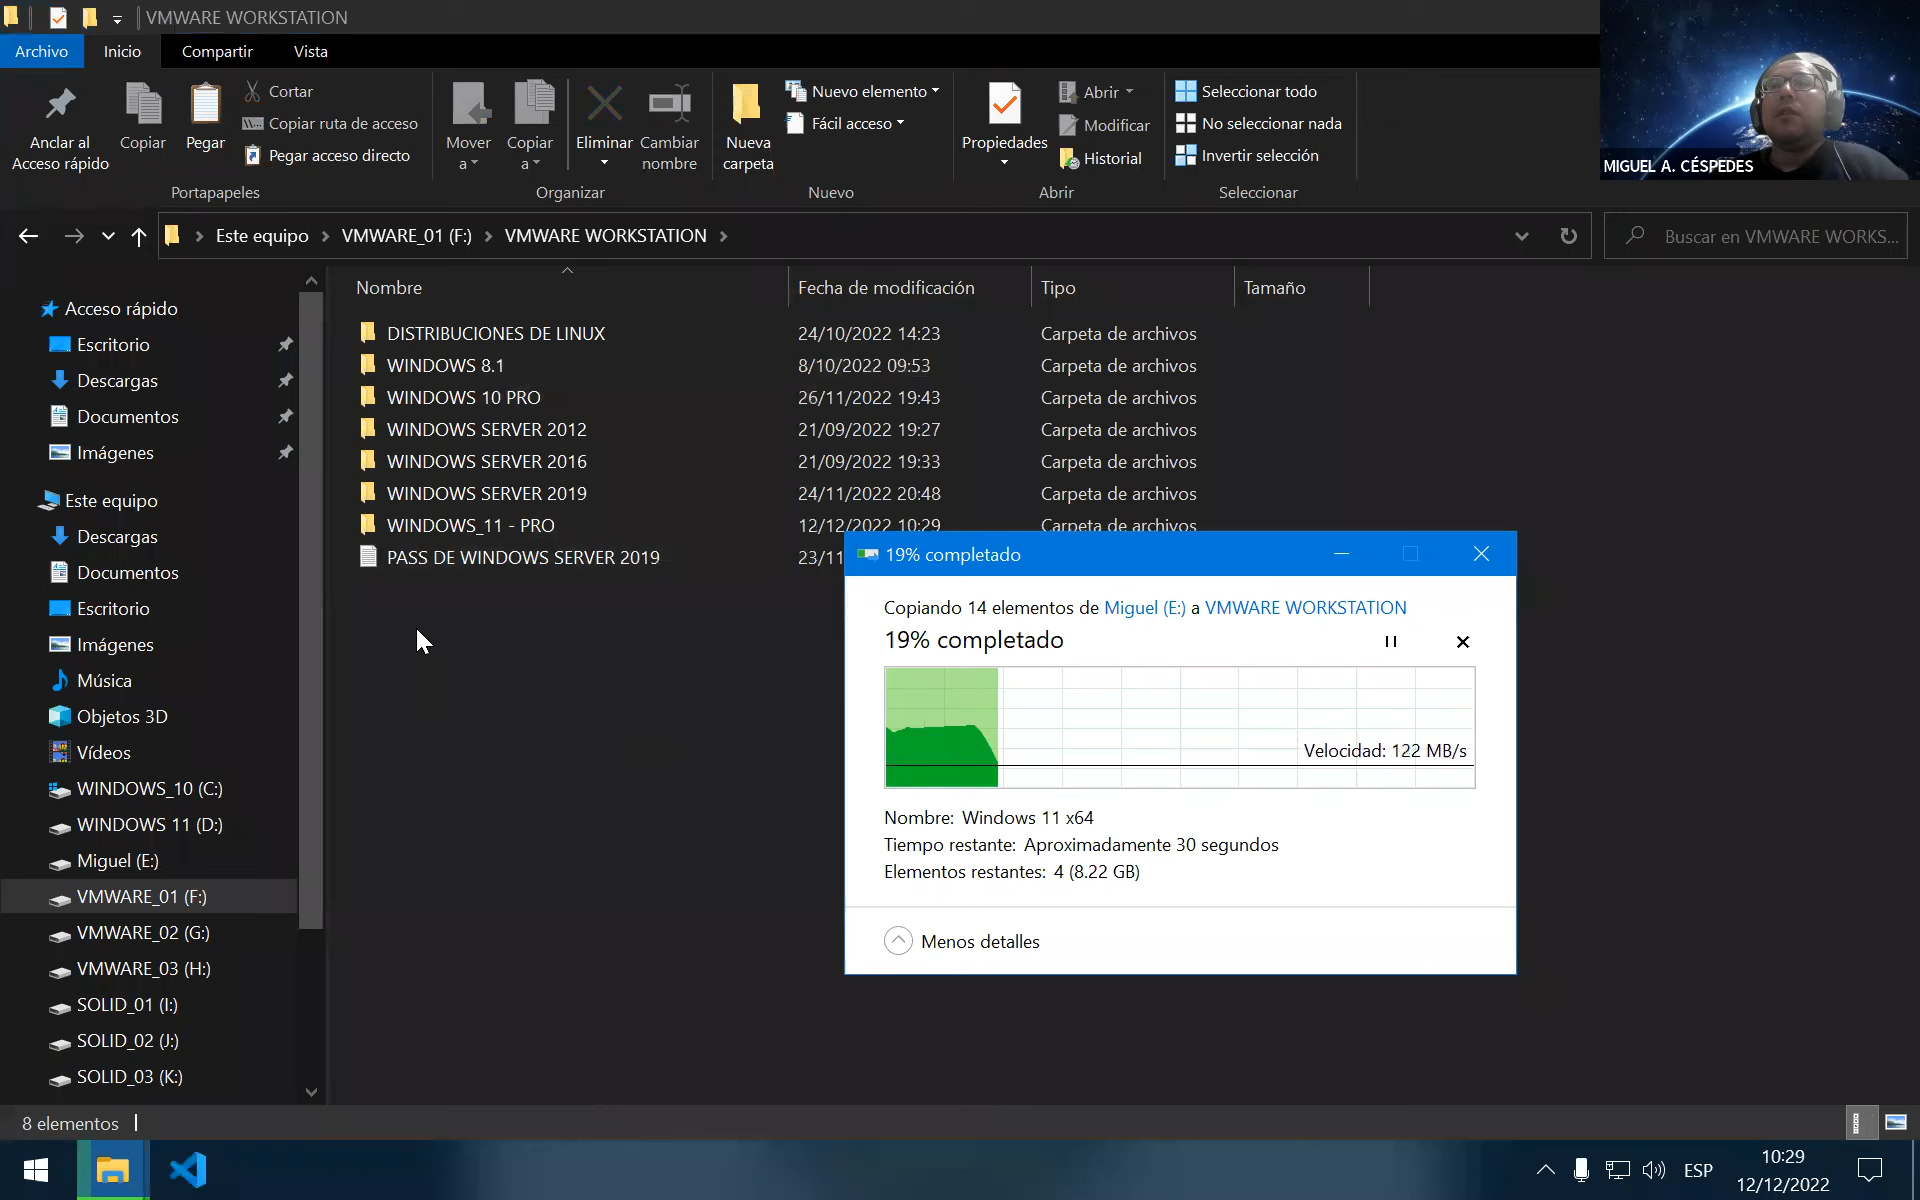 VMWARE WORKSTATION
Archivo
Inicio
Compartir
Vista
Anclar al
Acceso rápido
Copiar
Pegar
Cortar
Copiar ruta de acceso
Pegar acceso directo
Portapapeles
Mover
a
Copiar
a
Eliminar
Cambiar
nombre
Organizar
Nueva
carpeta
Nuevo elemento
Fácil acceso
Nuevo
Propiedades
Abrir
Modificar
Historial
Abrir
Seleccionar todo
No seleccionar nada
Invertir selección
Seleccionar
MIGUEL A. CÉSPEDES
Este equipo > VMWARE_01 (F:) > VMWARE WORKSTATION >
Buscar en VMWARE WORKS...
Acceso rápido
Escritorio
Descargas
Documentos
Imágenes
Este equipo
Descargas
Documentos
Escritorio
Imágenes
Música
Objetos 3D
Vídeos
WINDOWS_10 (C:)
WINDOWS 11 (D:)
Miguel (E:)
VMWARE_01 (F:)
VMWARE_02 (G:)
VMWARE_03 (H:)
SOLID_01 (I:)
SOLID_02 (J:)
SOLID_03 (K:)
Nombre Fecha de modificación Tipo Tamaño
DISTRIBUCIONES DE LINUX 24/10/2022 14:23 Carpeta de archivos
WINDOWS 8.1 8/10/2022 09:53 Carpeta de archivos
WINDOWS 10 PRO 26/11/2022 19:43 Carpeta de archivos
WINDOWS SERVER 2012 21/09/2022 19:27 Carpeta de archivos
WINDOWS SERVER 2016 21/09/2022 19:33 Carpeta de archivos
WINDOWS SERVER 2019 24/11/2022 20:48 Carpeta de archivos
WINDOWS_11 - PRO 12/12/2022 10:29 Carpeta de archivos
PASS DE WINDOWS SERVER 2019 23/11
19% completado
Copiando 14 elementos de Miguel (E:) a VMWARE WORKSTATION
19% completado
Velocidad: 122 MB/s
Nombre: Windows 11 x64
Tiempo restante: Aproximadamente 30 segundos
Elementos restantes: 4 (8.22 GB)
Menos detalles
8 elementos
ESP
10:29
12/12/2022